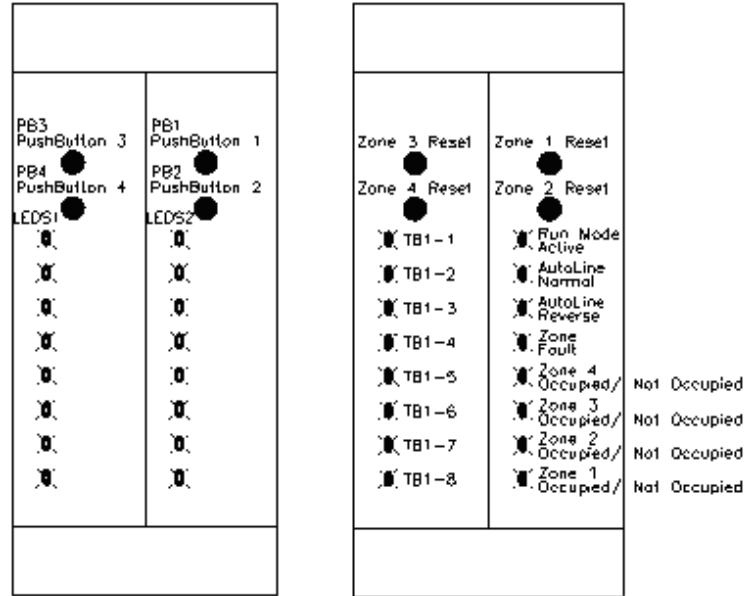 PB3
PushButton 3
PB1
PushButton 1
PB4
PushButton 4
PB2
PushButton 2
LEDS1
LEDS2
Zone 3 Reset
Zone 1 Reset
Zone 4 Reset
Zone 2 Reset
TB1-1
Run Mode
Active
TB1-2
AutoLine
Normal
TB1-3
AutoLine
Reverse
TB1-4
Zone
Fault
TB1-5
Zone 4
Occupied/ Not Occupied
TB1-6
Zone 3
Occupied/ Not Occupied
TB1-7
Zone 2
Occupied/ Not Occupied
TB1-8
Zone 1
Occupied/ Not Occupied